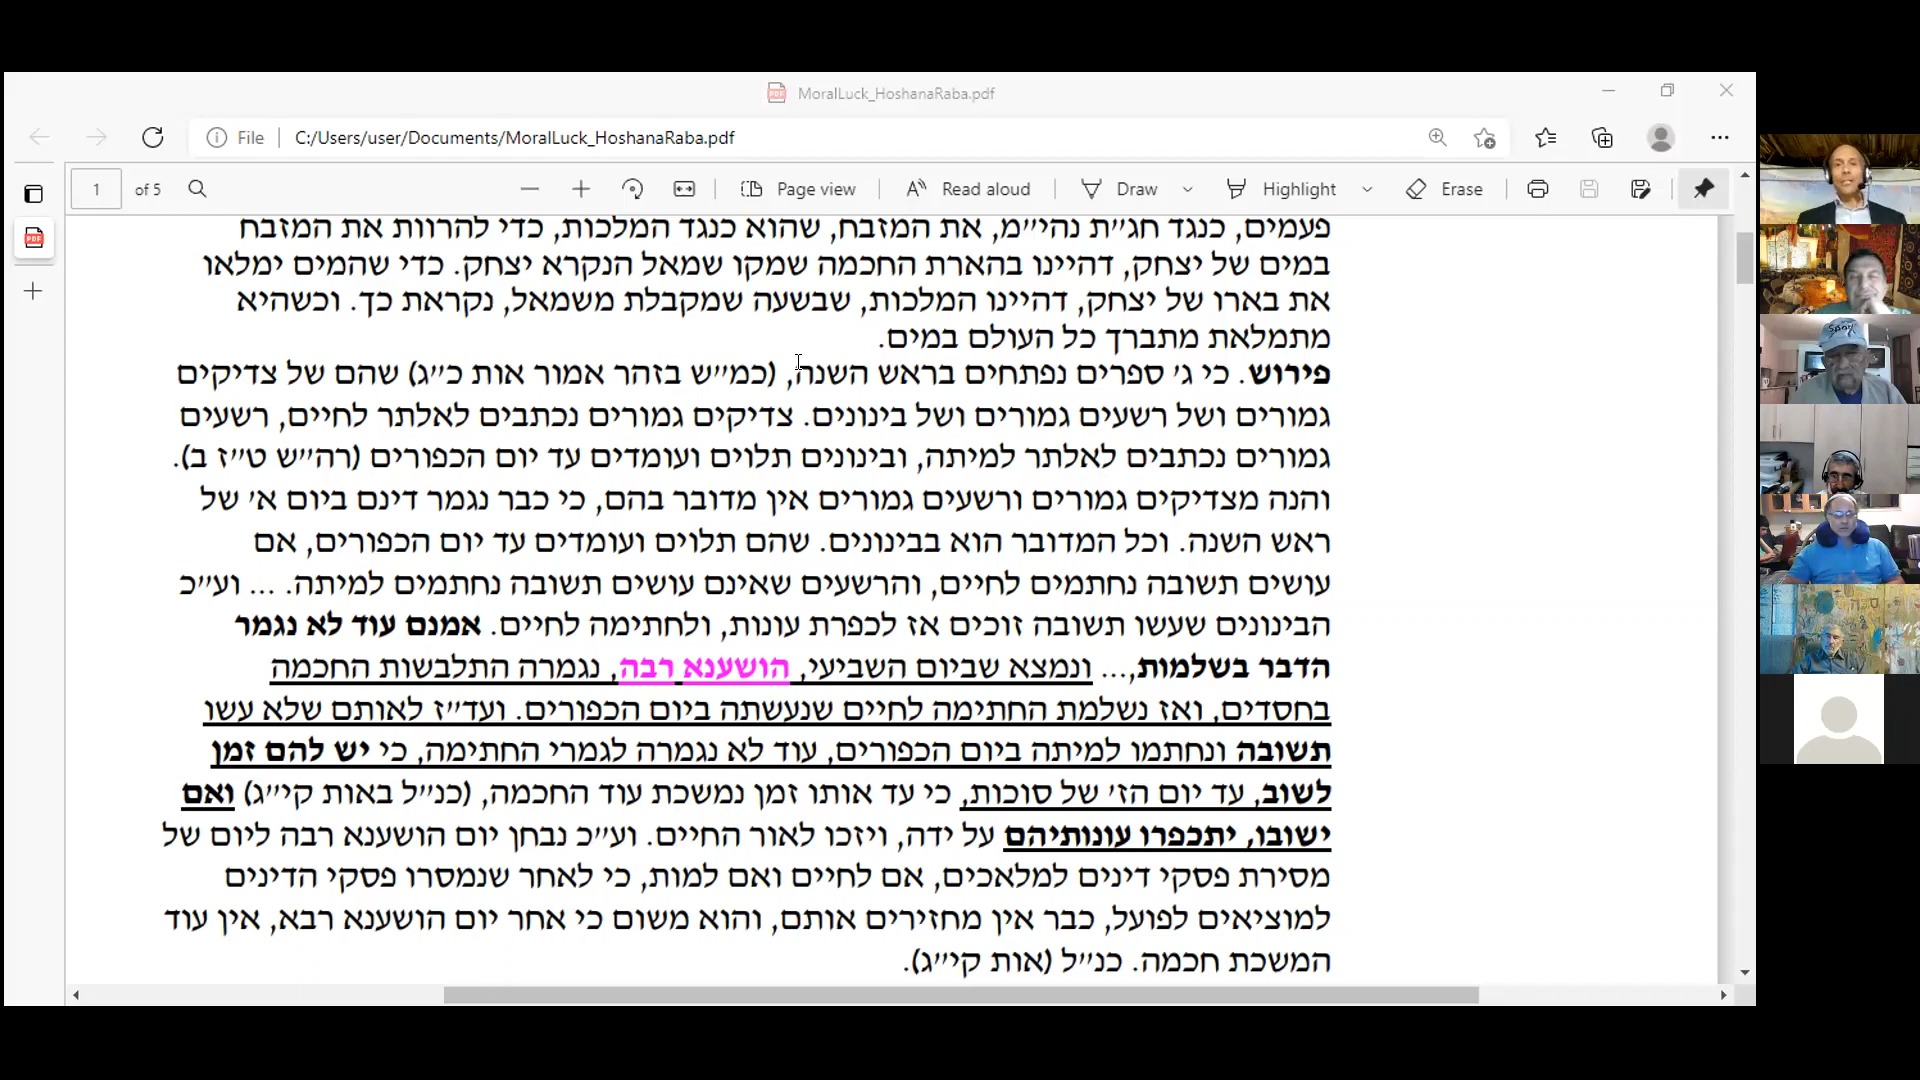 MoralLuck_HoshanaRaba.pdf
File C:/Users/user/Documents/MoralLuck_HoshanaRaba.pdf
1 of 5 Page view Read aloud Draw Highlight Erase
פעמים, כנגד חג״ת נהי״מ, את המזבח, שהוא כנגד המלכות, כדי להרוות את המזבח
במים של יצחק, דהיינו בהארת החכמה שמקו שמאל הנקרא יצחק. כדי שהמים ימלאו
את בארו של יצחק, דהיינו המלכות, שבשעה שמקבלת משמאל, נקראת כך. וכשהיא
מתמלאת מתברך כל העולם במים.
פירוש. כי ג׳ ספרים נפתחים בראש השנה, (כמ״ש בזהר אמור אות כ״ג) שהם של צדיקים
גמורים ושל רשעים גמורים ושל בינונים. צדיקים גמורים נכתבים לאלתר לחיים, רשעים
גמורים נכתבים לאלתר למיתה, ובינונים תלוים ועומדים עד יום הכפורים (רה״ש ט״ז ב).
והנה מצדיקים גמורים ורשעים גמורים אין מדובר בהם, כי כבר נגמר דינם ביום א׳ של
ראש השנה. וכל המדובר הוא בבינונים. שהם תלוים ועומדים עד יום הכפורים, אם
עושים תשובה נחתמים לחיים, והרשעים שאינם עושים תשובה נחתמים למיתה. ... וע״כ
הבינונים שעשו תשובה זוכים אז לכפרת עונות, ולחתימה לחיים. אמנם עוד לא נגמר
הדבר בשלמות,... ונמצא שביום השביעי, הושענא רבה, נגמרה התלבשות החכמה
בחסדים, ואז נשלמת החתימה לחיים שנעשתה ביום הכפורים. ועד״ז לאותם שלא עשו
תשובה ונחתמו למיתה ביום הכפורים, עוד לא נגמרה לגמרי החתימה, כי יש להם זמן
לשוב, עד יום הז׳ של סוכות, כי עד אותו זמן נמשכת עוד החכמה, (כנ״ל באות קי״ג) ואם
ישובו, יתכפרו עונותיהם על ידה, ויזכו לאור החיים. וע״כ נבחן יום הושענא רבה ליום של
מסירת פסקי דינים למלאכים, אם לחיים ואם למות, כי לאחר שנמסרו פסקי הדינים
למוציאים לפועל, כבר אין מחזירים אותם, והוא משום כי אחר יום הושענא רבא, אין עוד
המשכת חכמה. כנ״ל (אות קי״ג).